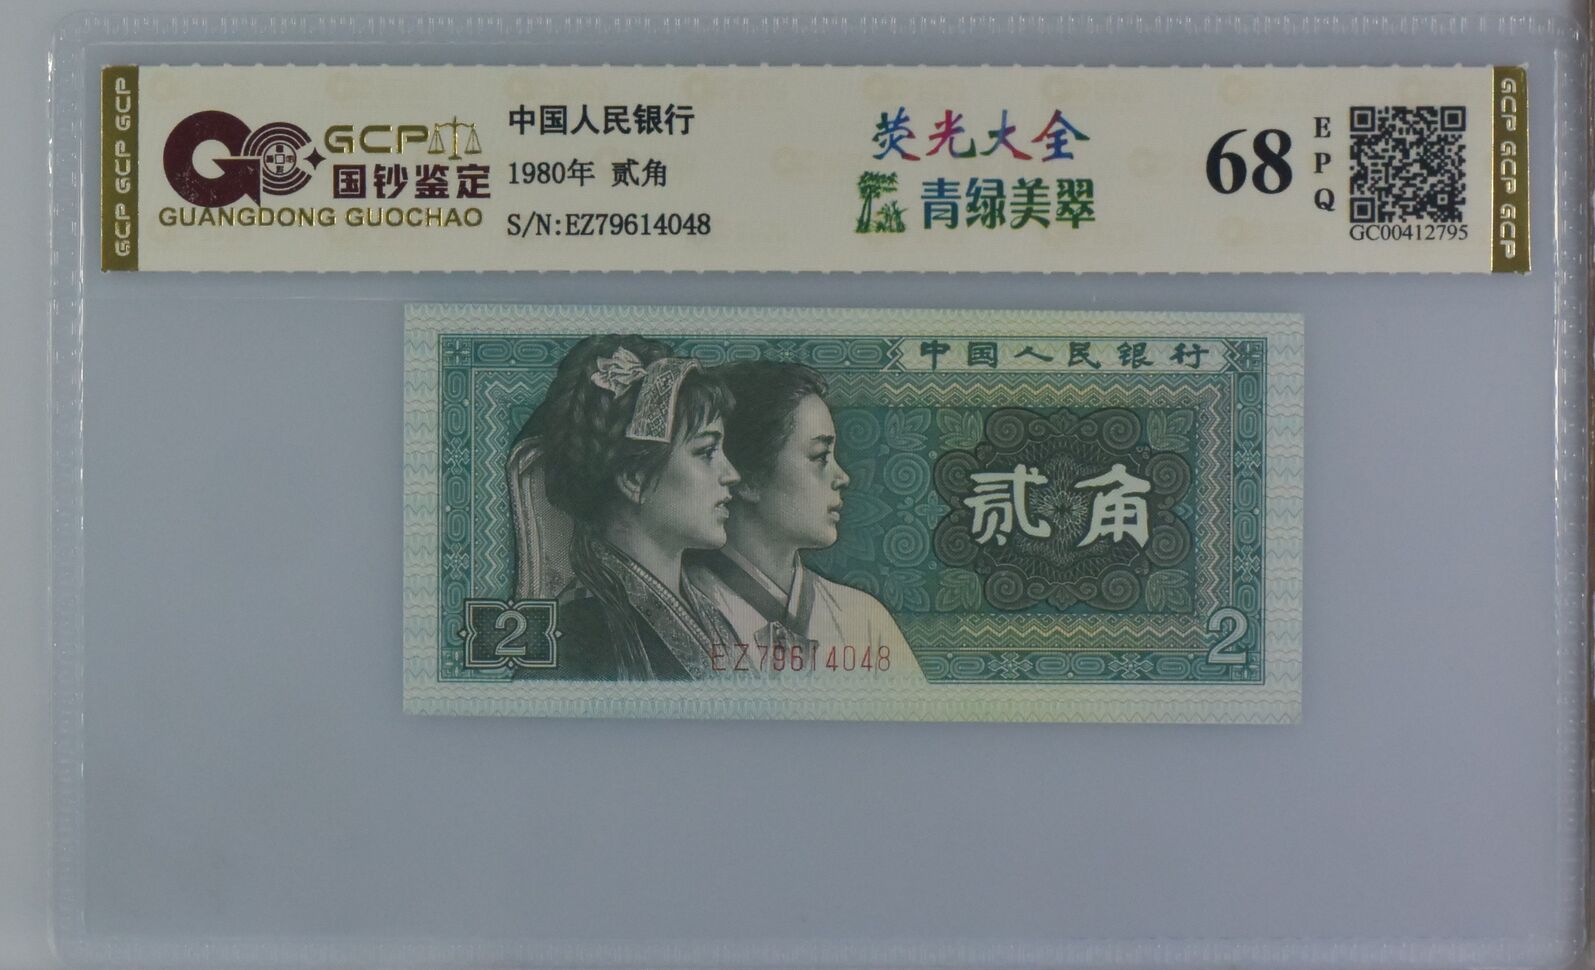 GCP GCP GCP
GCP
国钞鉴定
GUANGDONG GUOCHAO
中国人民银行
1980年 贰角
S/N:EZ79614048
荧光大全
青绿美翠
68
EPQ
GC00412795
GCP GCP GCP
中国人民银行
贰角
2
EZ79614048
2